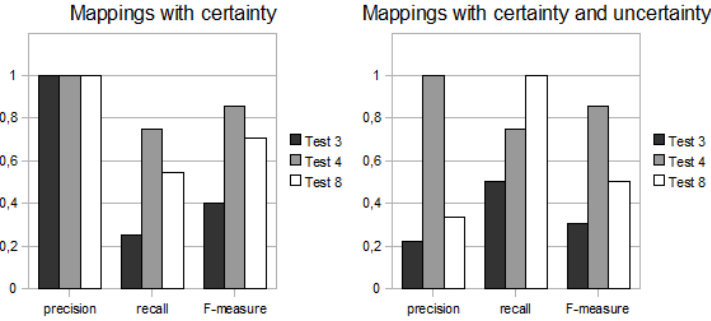 Mappings with certainty
1
0,8
0,6
0,4
0,2
0
precision recall F-measure
Test 3
Test 4
Test 8
Mappings with certainty and uncertainty
1
0,8
0,6
0,4
0,2
0
precision recall F-measure
Test 3
Test 4
Test 8